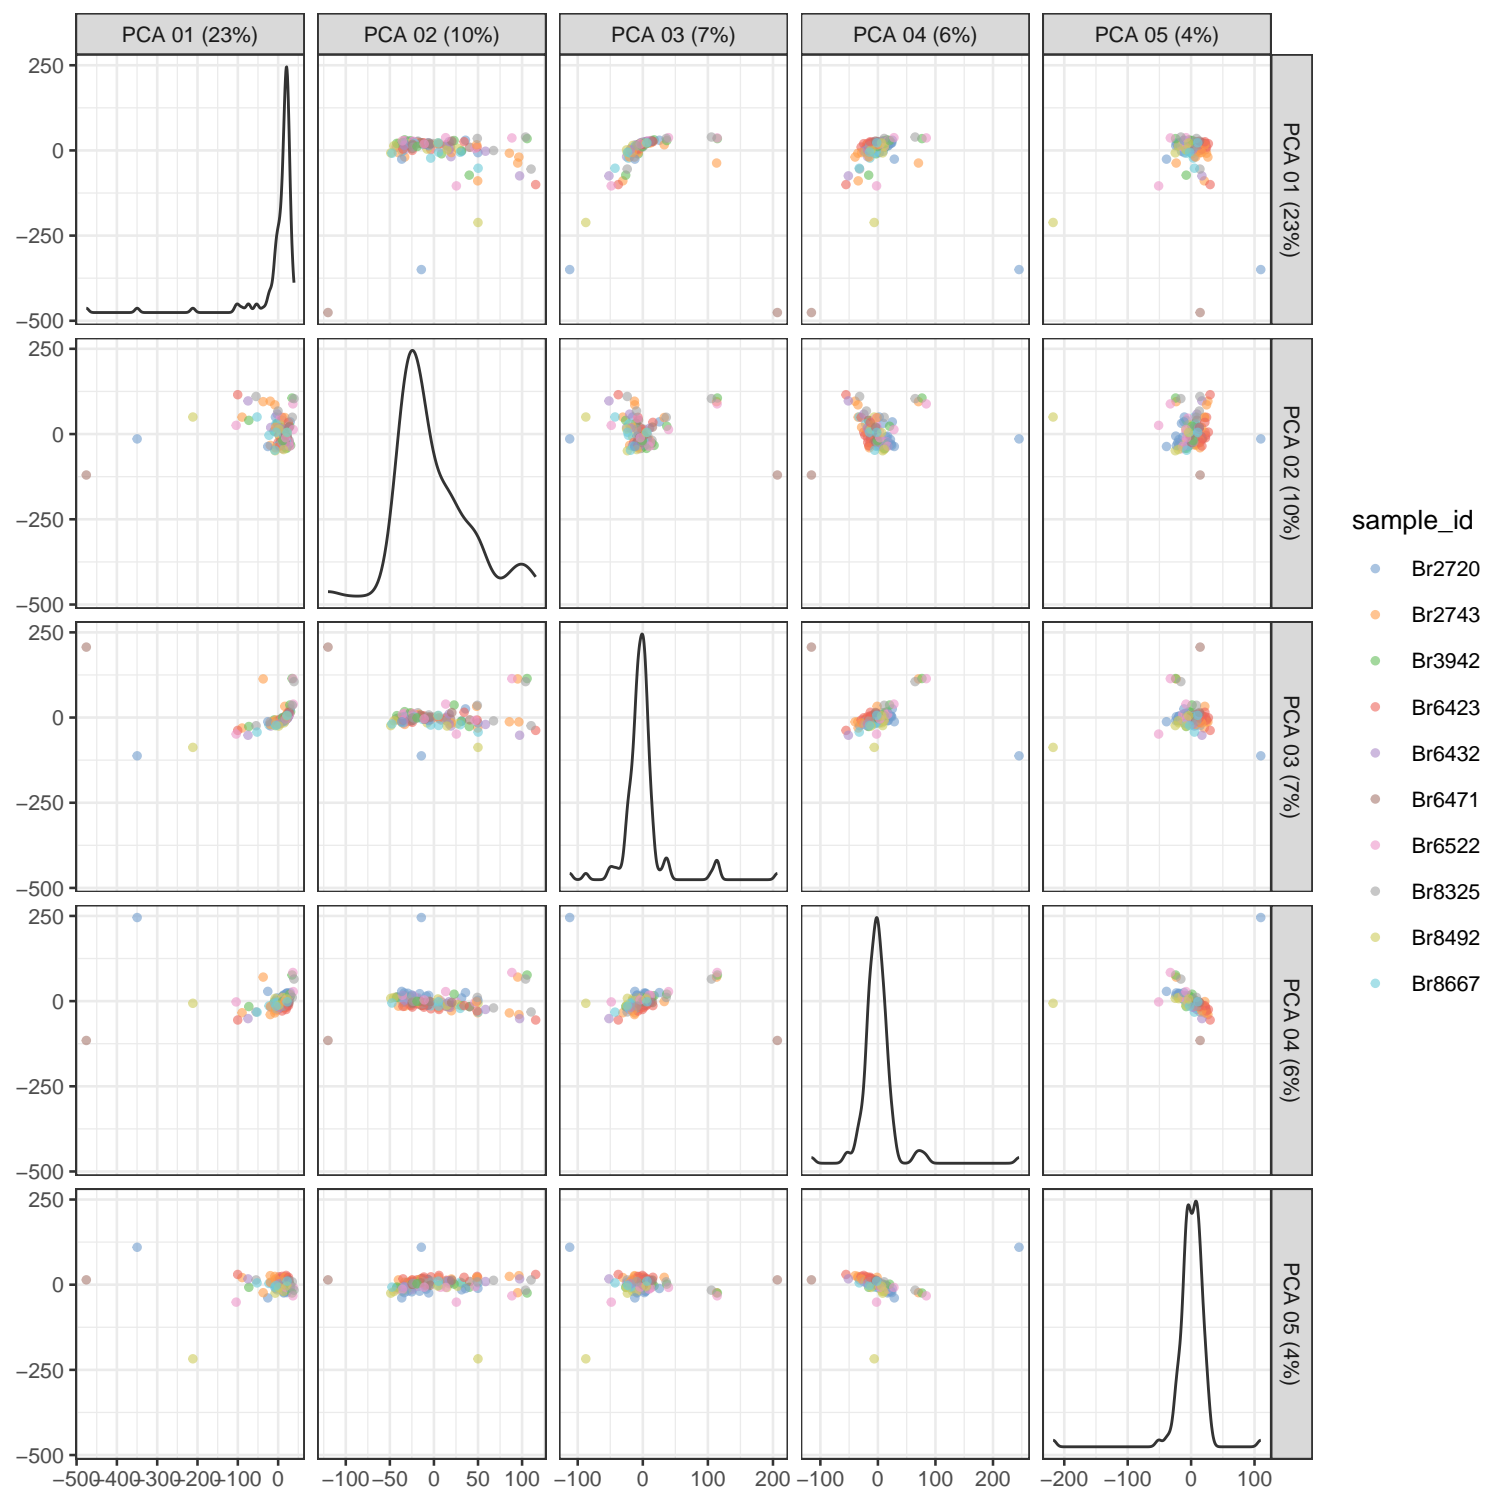 PCA 01 (23%) PCA 02 (10%) PCA 03 (7%) PCA 04 (6%) PCA 05 (4%)
250
0
−250
−500
PCA 01 (23%)
250
0
−250
−500
PCA 02 (10%)
250
0
−250
−500
PCA 03 (7%)
250
0
−250
−500
PCA 04 (6%)
250
0
−250
−500
PCA 05 (4%)
−500 −400 −300 −200 −100 0 −100 −50 0 50 100 −100 0 100 200 −100 0 100 200 −200 −100 0 100
sample_id
Br2720
Br2743
Br3942
Br6423
Br6432
Br6471
Br6522
Br8325
Br8492
Br8667